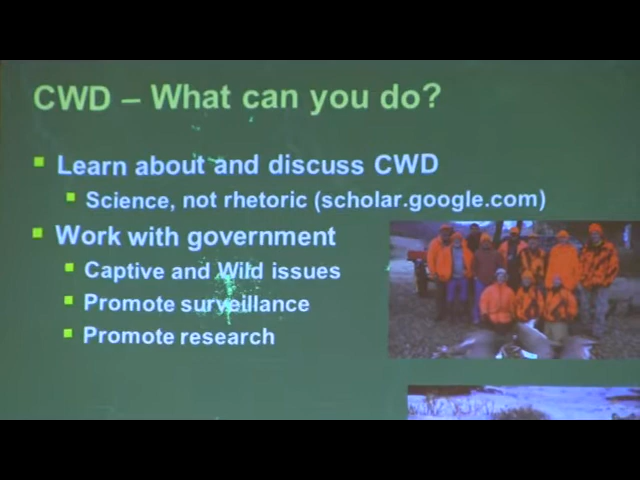 CWD – What can you do?
Learn about and discuss CWD
Science, not rhetoric (scholar.google.com)
Work with government
Captive and Wild issues
Promote surveillance
Promote research